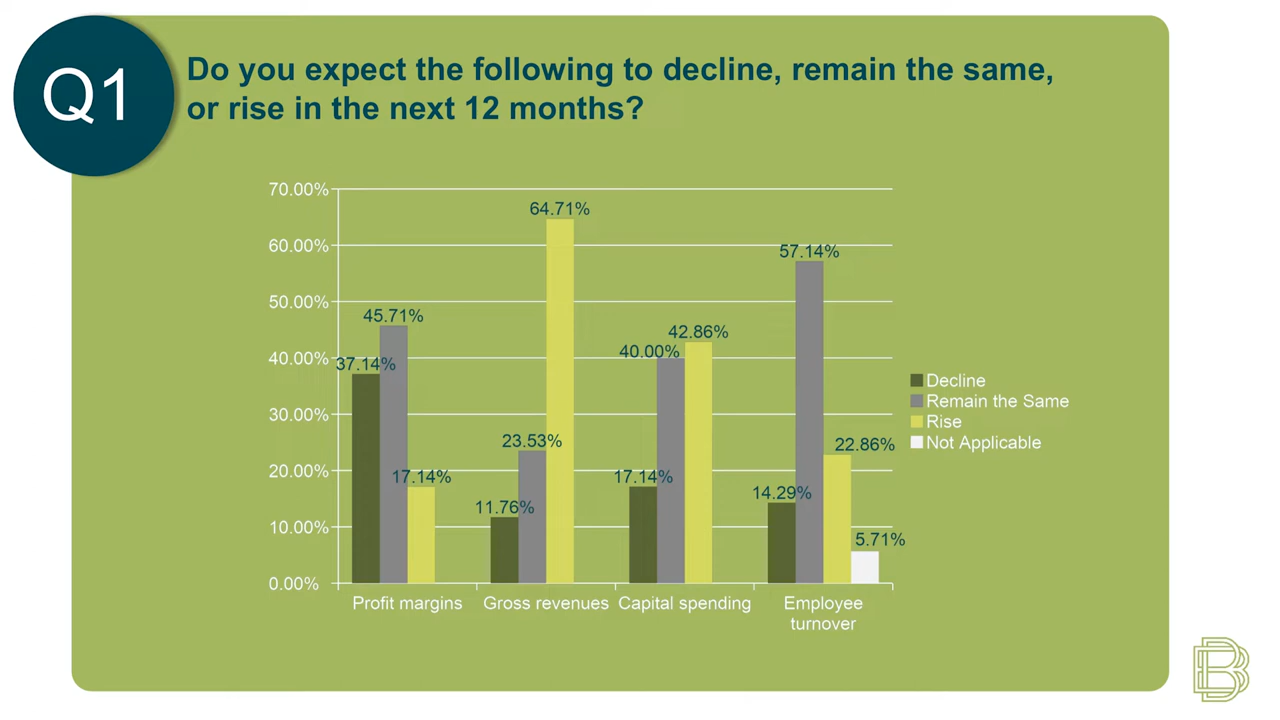 Q1
Do you expect the following to decline, remain the same,
or rise in the next 12 months?
70.00%
60.00%
50.00%
40.00%
30.00%
20.00%
10.00%
0.00%
37.14%
45.71%
17.14%
11.76%
23.53%
64.71%
17.14%
40.00%
42.86%
14.29%
57.14%
22.86%
5.71%
Profit margins
Gross revenues
Capital spending
Employee
turnover
Decline
Remain the Same
Rise
Not Applicable
B